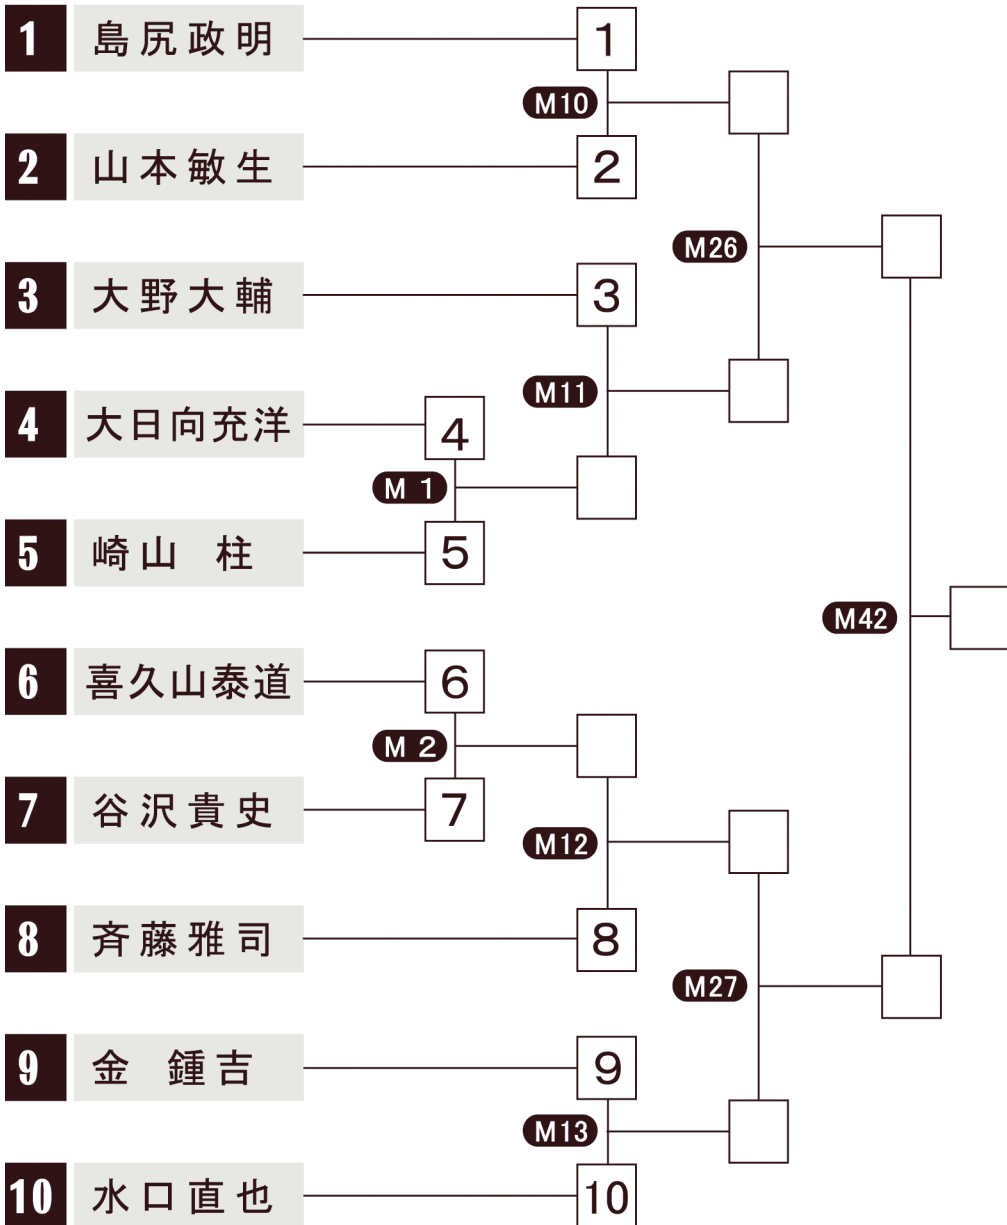 1 島尻政明 1
M10
2 山本敏生 2
M26
3 大野大輔 3
M11
4 大日向充洋 4
M 1
5 崎山 柱 5
M42
6 喜久山泰道 6
M 2
7 谷沢貴史 7
M12
8 斉藤雅司 8
M27
9 金 鍾吉 9
M13
10 水口直也 10